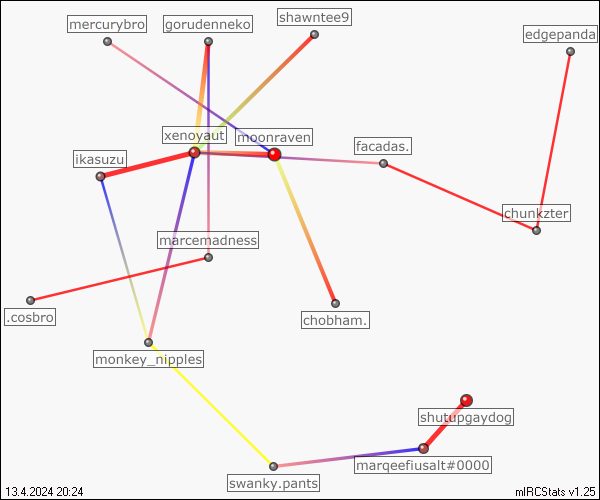 mercurybro
gorudenneko
shawntee9
edgepanda
xenoyaut
moonraven
ikasuzu
facadas.
chunkzter
marcemadness
.cosbro
chobham.
monkey_nipples
shutupgaydog
marqeefiusalt#0000
swanky.pants
13.4.2024 20:24
mIRCStats v1.25